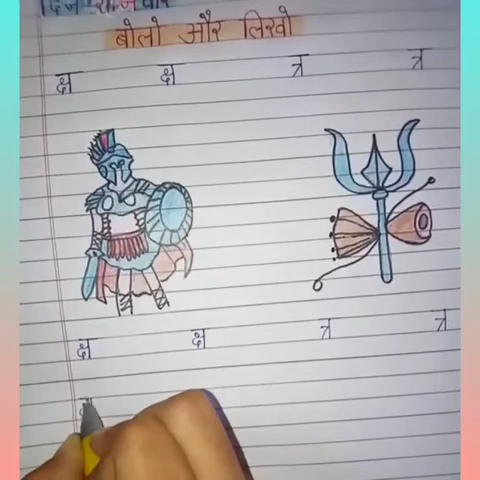 बोलो और लिखो
क्ष क्ष त्र त्र
क्ष क्ष त्र त्र